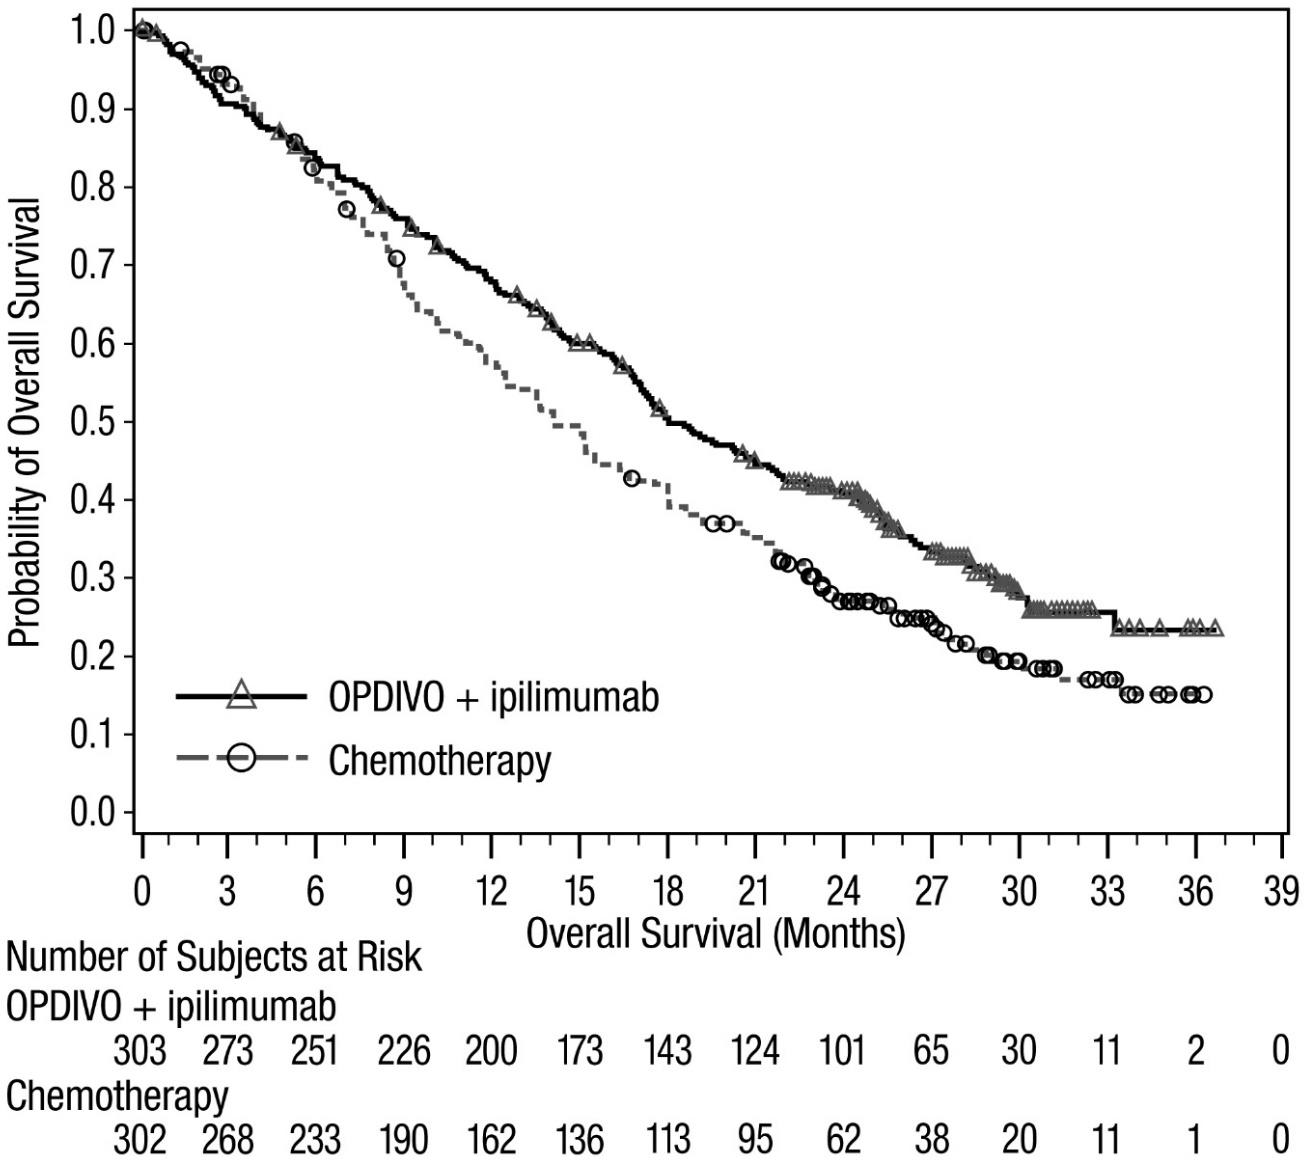 Probability of Overall Survival
1.0
0.9
0.8
0.7
0.6
0.5
0.4
0.3
0.2
0.1
0.0
OPDIVO + ipilimumab
Chemotherapy
0 3 6 9 12 15 18 21 24 27 30 33 36 39
Overall Survival (Months)
Number of Subjects at Risk
OPDIVO + ipilimumab
303 273 251 226 200 173 143 124 101 65 30 11 2 0
Chemotherapy
302 268 233 190 162 136 113 95 62 38 20 11 1 0